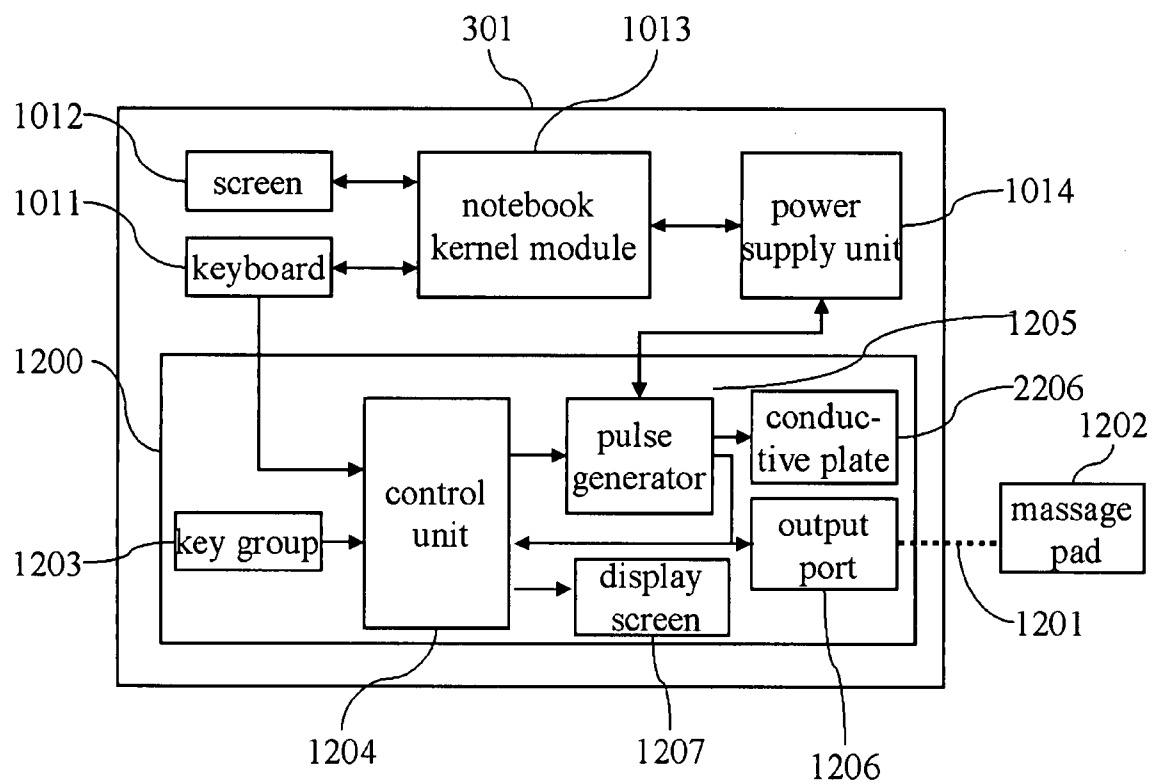 301
1013
1012
screen
notebook
kernel module
power
supply unit
1014
1011
keyboard
1205
1200
2206
conduc-
tive plate
1202
pulse
generator
control
unit
massage
pad
output
port
key group
1203
display
screen
1201
1204
1207
1206